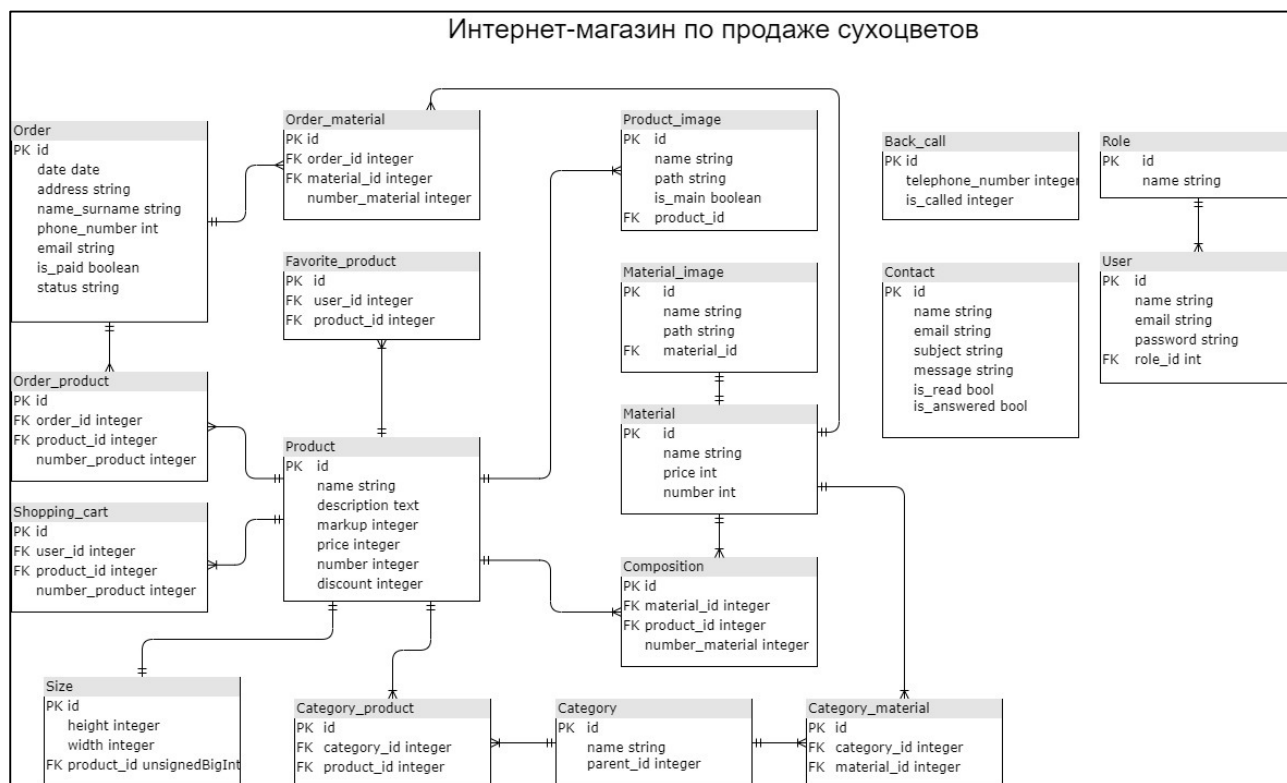 Интернет-магазин по продаже сухоцветов
Order
PK id
date date
address string
name_surname string
phone_number int
email string
is_paid boolean
status string
Order_material
PK id
FK order_id integer
FK material_id integer
number_material integer
Product_image
PK id
name string
path string
is_main boolean
FK product_id
Back_call
PK id
telephone_number integer
is_called integer
Role
PK id
name string
Favorite_product
PK id
FK user_id integer
FK product_id integer
Material_image
PK id
name string
path string
FK material_id
Contact
PK id
name string
email string
subject string
message string
is_read bool
is_answered bool
User
PK id
name string
email string
password string
FK role_id int
Order_product
PK id
FK order_id integer
FK product_id integer
number_product integer
Product
PK id
name string
description text
markup integer
price integer
number integer
discount integer
Material
PK id
name string
price int
number int
Shopping_cart
PK id
FK user_id integer
FK product_id integer
number_product integer
Composition
PK id
FK material_id integer
FK product_id integer
number_material integer
Size
PK id
height integer
width integer
FK product_id unsignedBigInt
Category_product
PK id
FK category_id integer
FK product_id integer
Category
PK id
name string
parent_id integer
Category_material
PK id
FK category_id integer
FK material_id integer